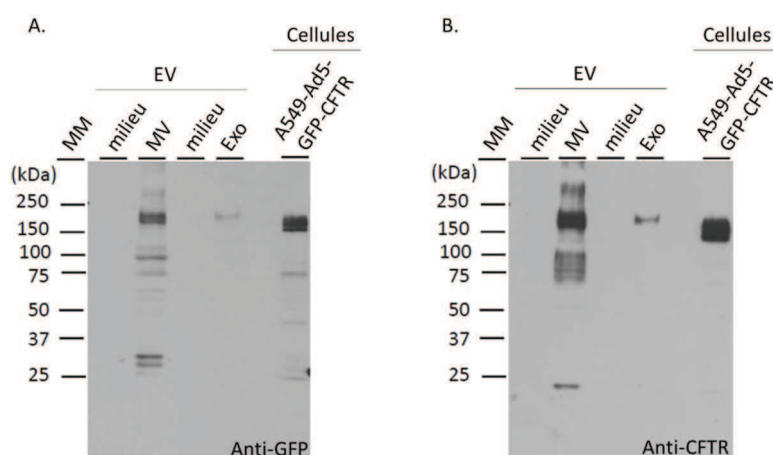 A.
Cellules
EV
MM
milieu
MV
milieu
Exo
A549-Ad5-
GFP-CFTR
(kDa)
250
150
100
75
50
37
25
Anti-GFP
B.
Cellules
EV
MM
milieu
MV
milieu
Exo
A549-Ad5-
GFP-CFTR
(kDa)
250
150
100
75
50
37
25
Anti-CFTR